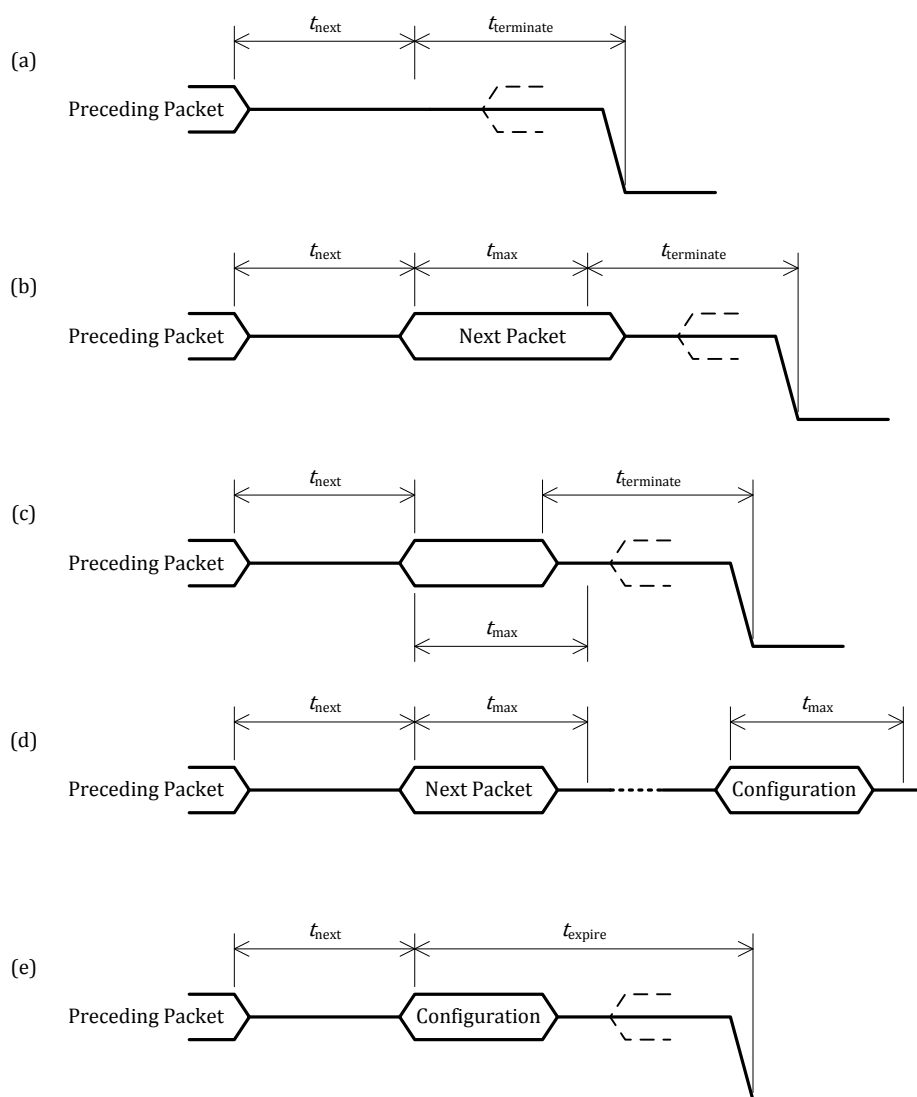 t_next t_terminate
(a)
Preceding Packet
t_next t_max t_terminate
(b)
Preceding Packet Next Packet
t_next t_terminate
(c)
Preceding Packet
t_max
t_next t_max t_max
(d)
Preceding Packet Next Packet Configuration
t_next t_expire
(e)
Preceding Packet Configuration